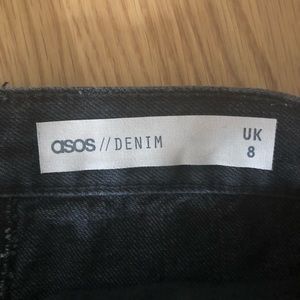 asos // DENIM
UK
8